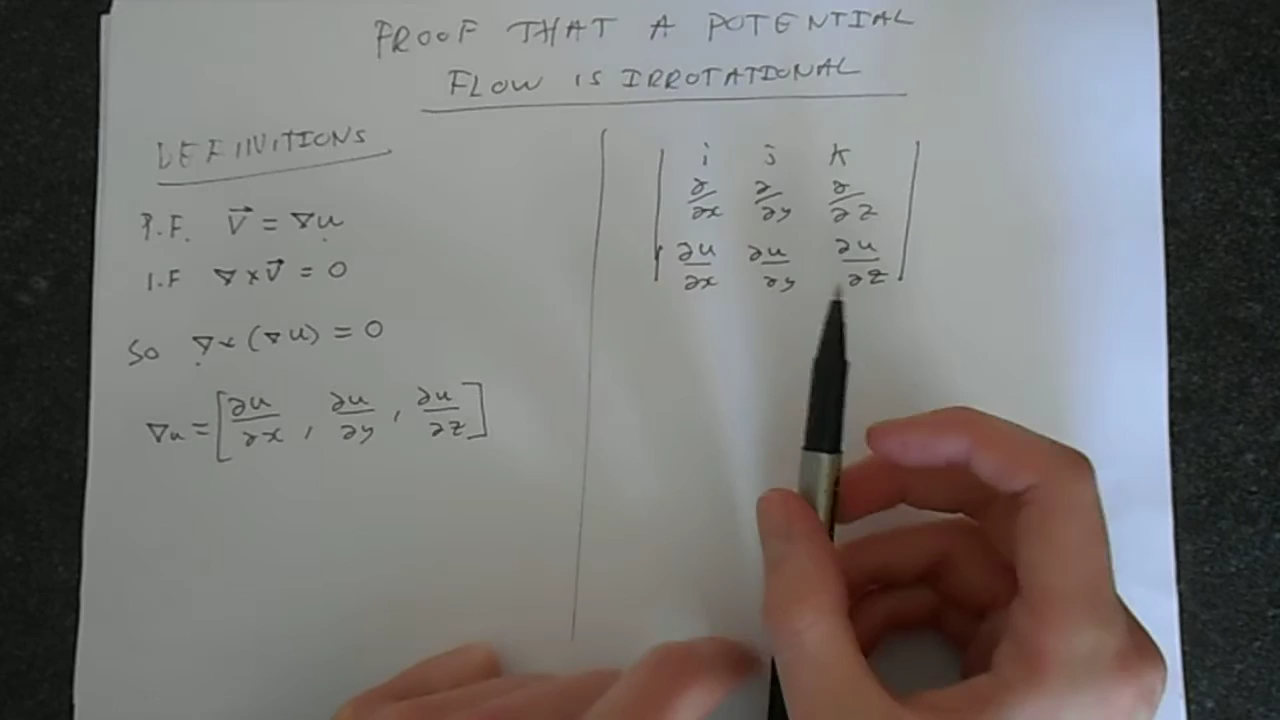 PROOF THAT A POTENTIAL
FLOW IS IRROTATIONAL
DEFINITIONS
P.F. V⃗ = ∇u
I.F ∇×V⃗ = 0
SO ∇×(∇u) = 0
∇u = [∂u/∂x, ∂u/∂y, ∂u/∂z]
| i j k |
| ∂/∂x ∂/∂y ∂/∂z |
| ∂u/∂x ∂u/∂y ∂u/∂z |